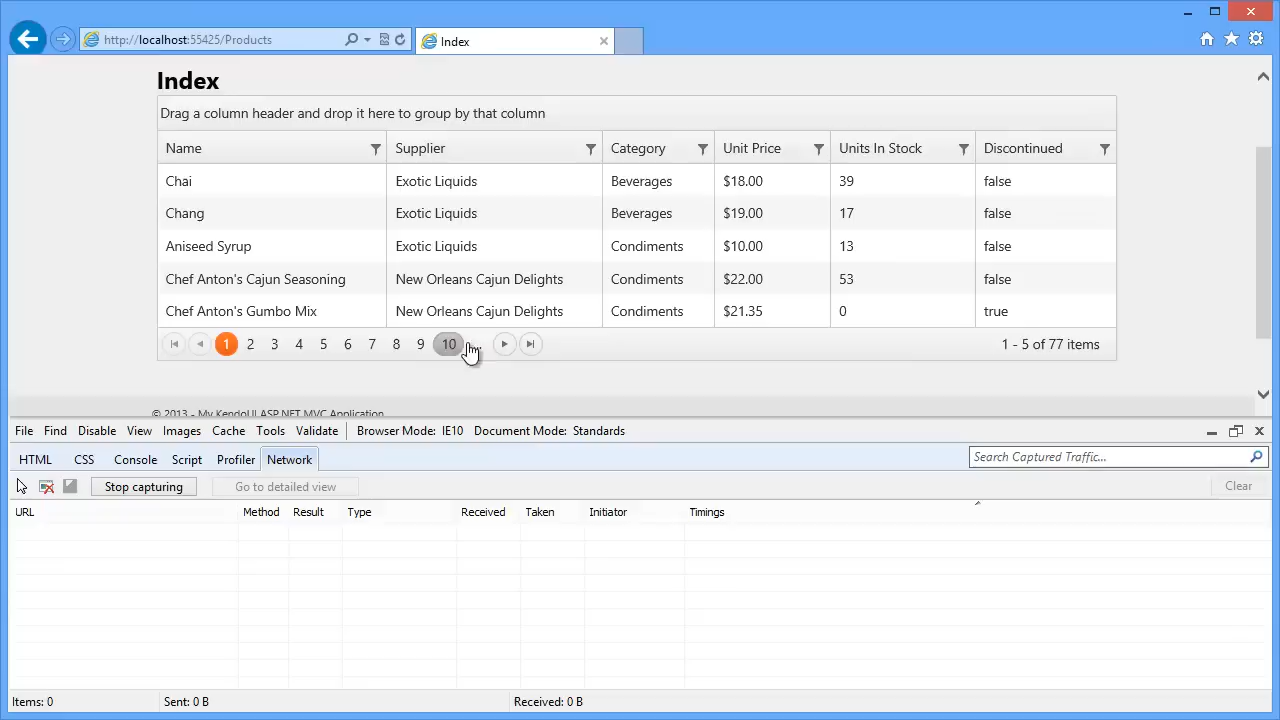 http://localhost:55425/Products
Index
Index
Drag a column header and drop it here to group by that column
Name Supplier Category Unit Price Units In Stock Discontinued
Chai Exotic Liquids Beverages $18.00 39 false
Chang Exotic Liquids Beverages $19.00 17 false
Aniseed Syrup Exotic Liquids Condiments $10.00 13 false
Chef Anton's Cajun Seasoning New Orleans Cajun Delights Condiments $22.00 53 false
Chef Anton's Gumbo Mix New Orleans Cajun Delights Condiments $21.35 0 true
1 2 3 4 5 6 7 8 9 10 1 - 5 of 77 items
© 2013 - My KendoUI ASP.NET MVC Application
File Find Disable View Images Cache Tools Validate Browser Mode: IE10 Document Mode: Standards
HTML CSS Console Script Profiler Network Search Captured Traffic...
Stop capturing Go to detailed view Clear
URL Method Result Type Received Taken Initiator Timings
Items: 0 Sent: 0 B Received: 0 B